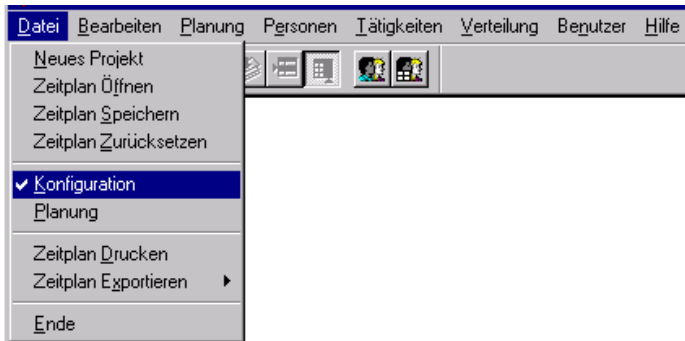 Datei Bearbeiten Planung Personen Tätigkeiten Verteilung Benutzer Hilfe
Neues Projekt
Zeitplan Öffnen
Zeitplan Speichern
Zeitplan Zurücksetzen
Konfiguration
Planung
Zeitplan Drucken
Zeitplan Exportieren
Ende